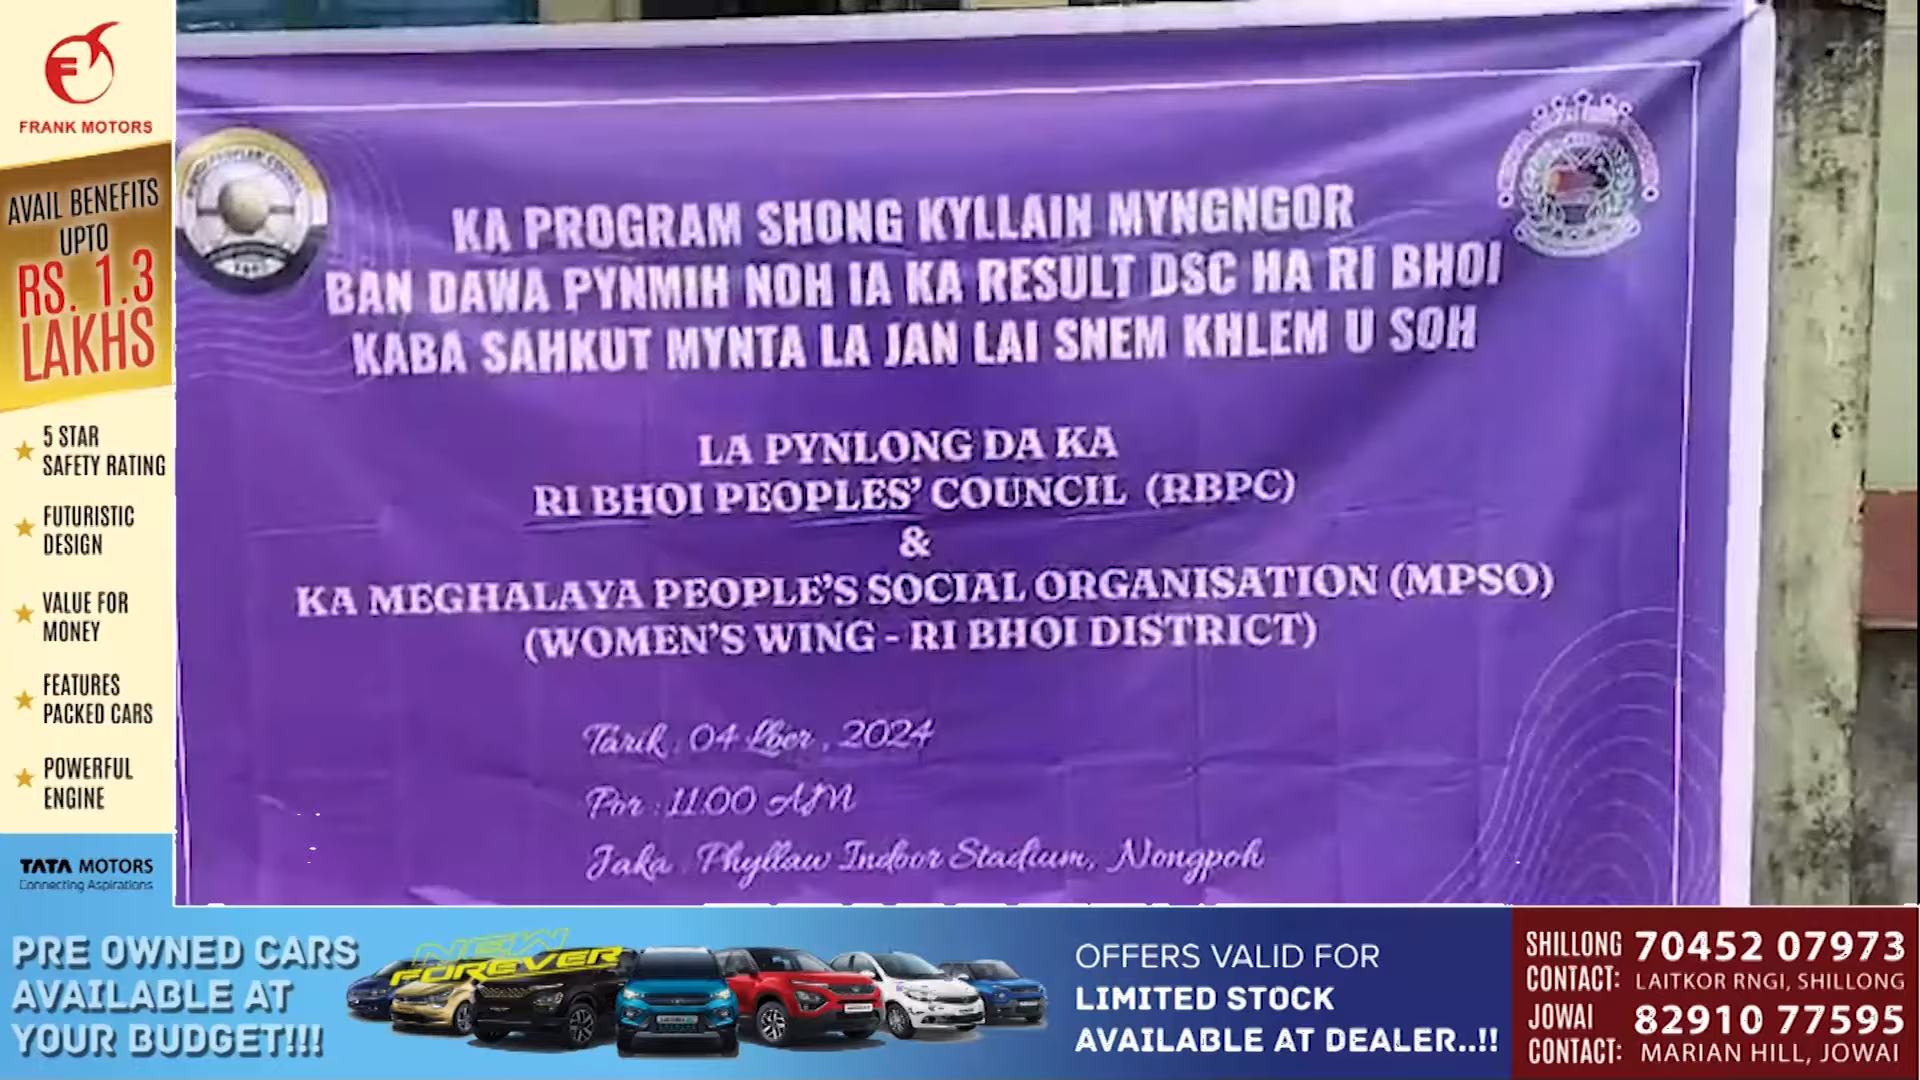 FRANK MOTORS
AVAIL BENEFITS
UPTO
RS. 1.3
LAKHS
5 STAR
SAFETY RATING
FUTURISTIC
DESIGN
VALUE FOR
MONEY
FEATURES
PACKED CARS
POWERFUL
ENGINE
TATA MOTORS
Connecting Aspirations
KA PROGRAM SHONG KYLLAIN MYNGNGOR
BAN DAWA PYNMIH NOH IA KA RESULT DSC HA RI BHOI
KABA SAHKUT MYNTA LA JAN LAI SNEM KHLEM U SOH
LA PYNLONG DA KA
RI BHOI PEOPLES' COUNCIL (RBPC)
&
KA MEGHALAYA PEOPLE'S SOCIAL ORGANISATION (MPSO)
(WOMEN'S WING - RI BHOI DISTRICT)
Tarik : 04 Lber, 2024
Por : 11:00 AM
Jaka : Phyllaw Indoor Stadium, Nongpoh
PRE OWNED CARS
AVAILABLE AT
YOUR BUDGET!!!
NEW
FOREVER
OFFERS VALID FOR
LIMITED STOCK
AVAILABLE AT DEALER..!!
SHILLONG CONTACT: 70452 07973
LAITKOR RNGI, SHILLONG
JOWAI CONTACT: 82910 77595
MARIAN HILL, JOWAI